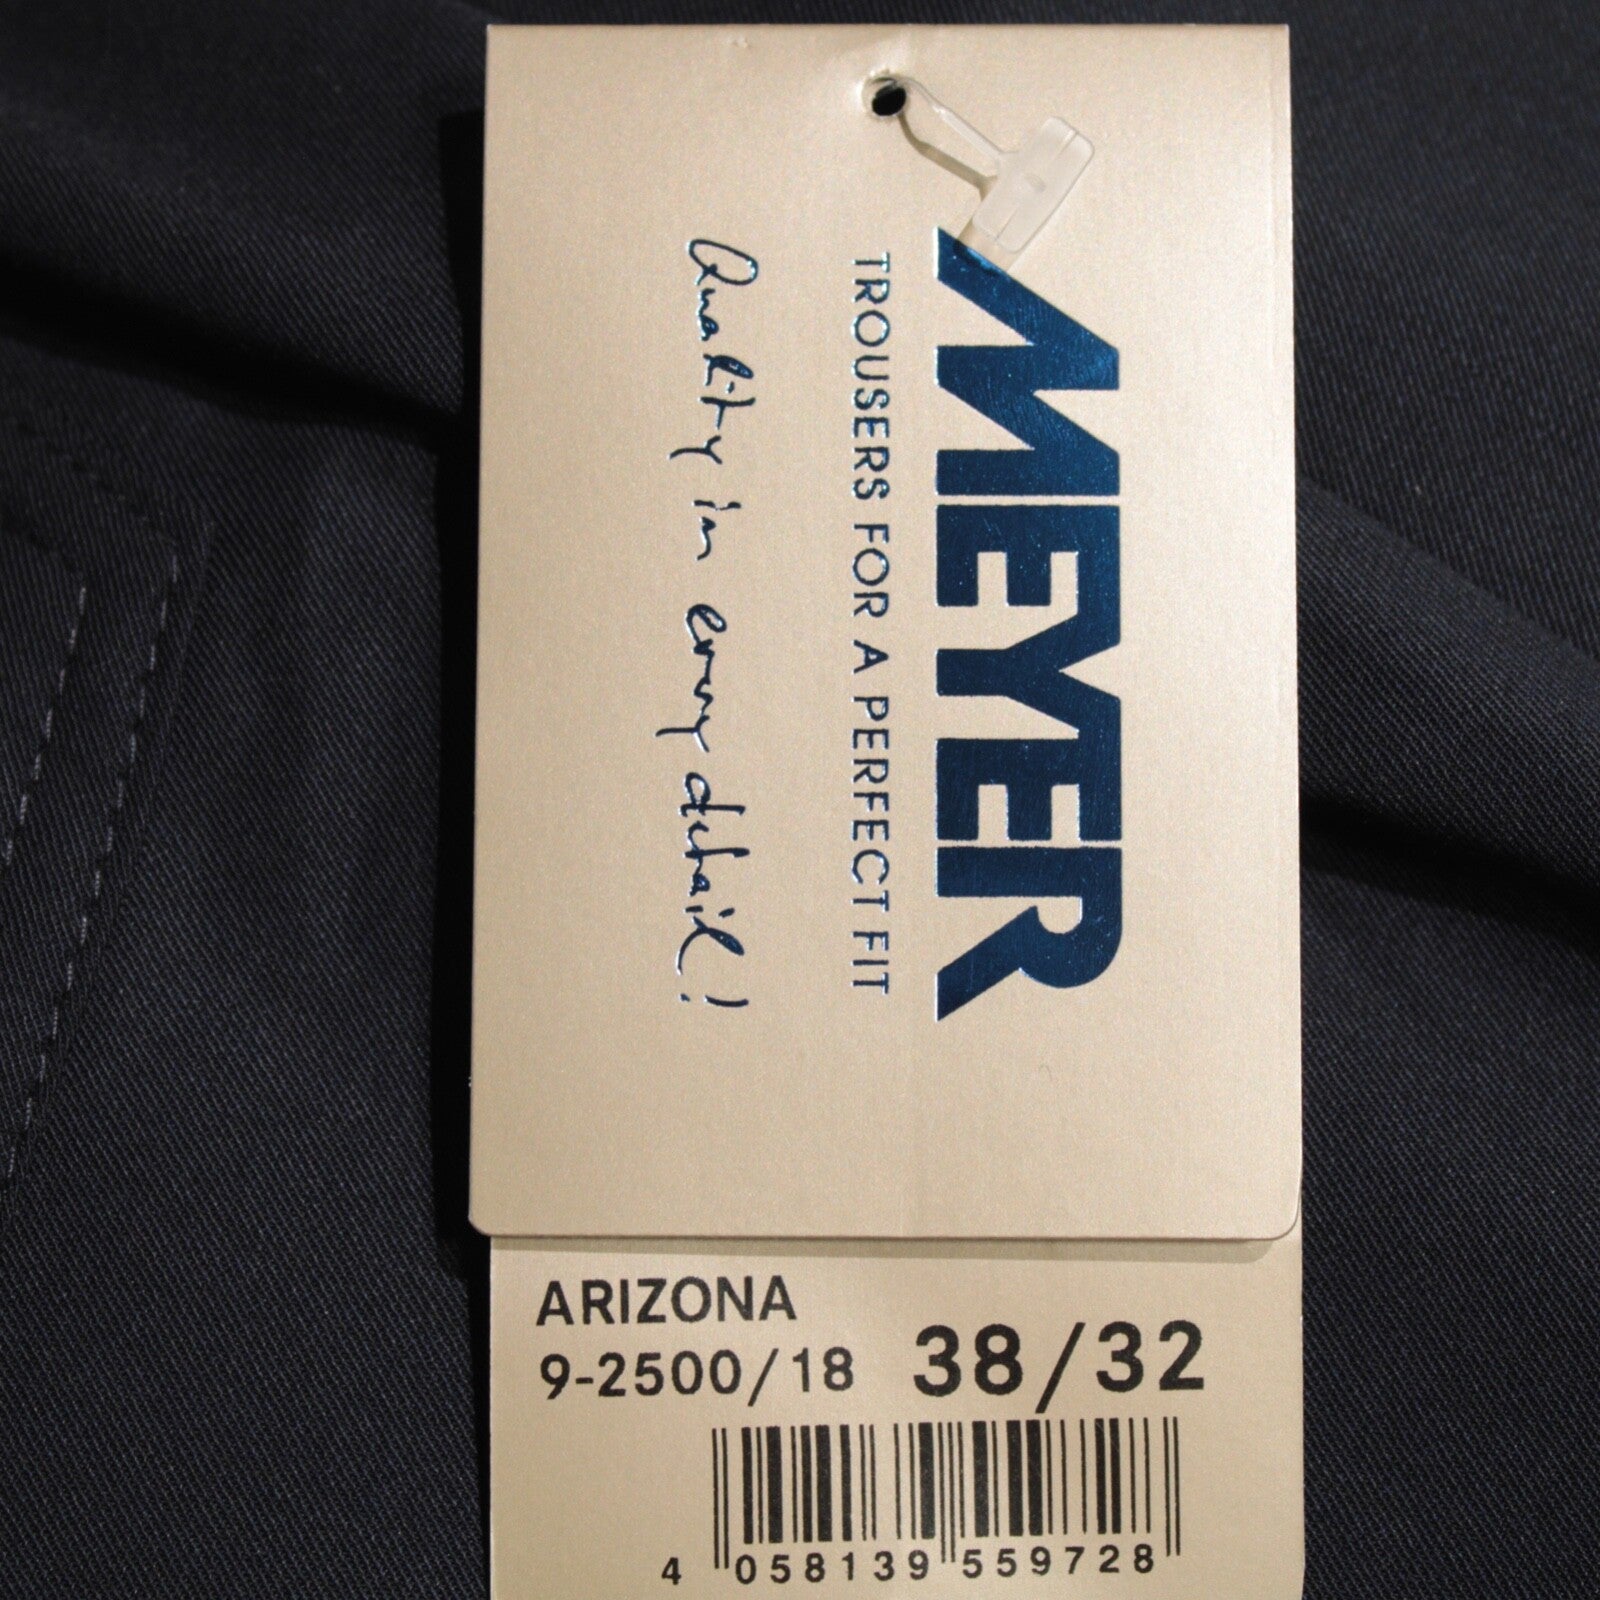 MEYER
TROUSERS FOR A PERFECT FIT
Quality in every detail!
ARIZONA
9-2500/18 38/32
4 058139 559728